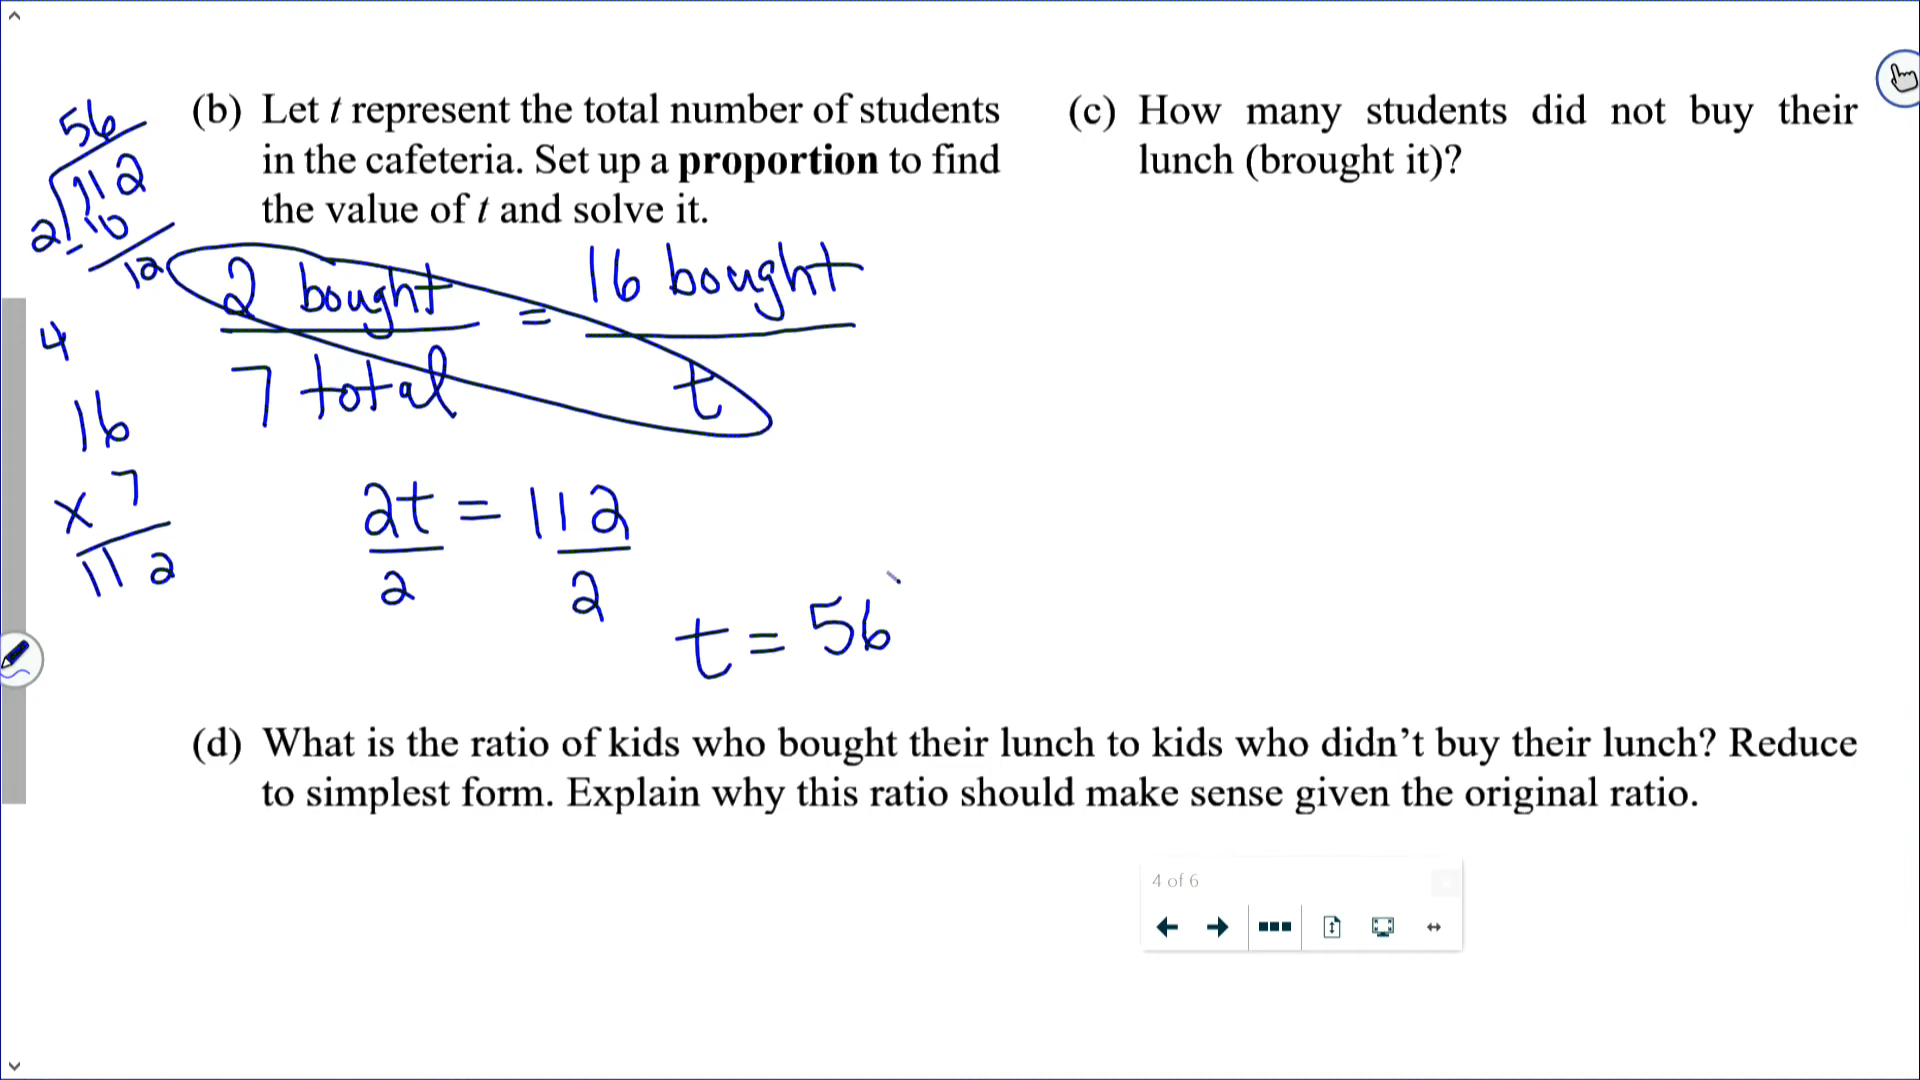 (b) Let t represent the total number of students
in the cafeteria. Set up a proportion to find
the value of t and solve it.
2 bought = 16 bought
7 total t
2t = 112
2 2
t = 56
56
2 112
- 10
12
4
16
x 7
112
(c) How many students did not buy their
lunch (brought it)?
(d) What is the ratio of kids who bought their lunch to kids who didn’t buy their lunch? Reduce
to simplest form. Explain why this ratio should make sense given the original ratio.
4 of 6